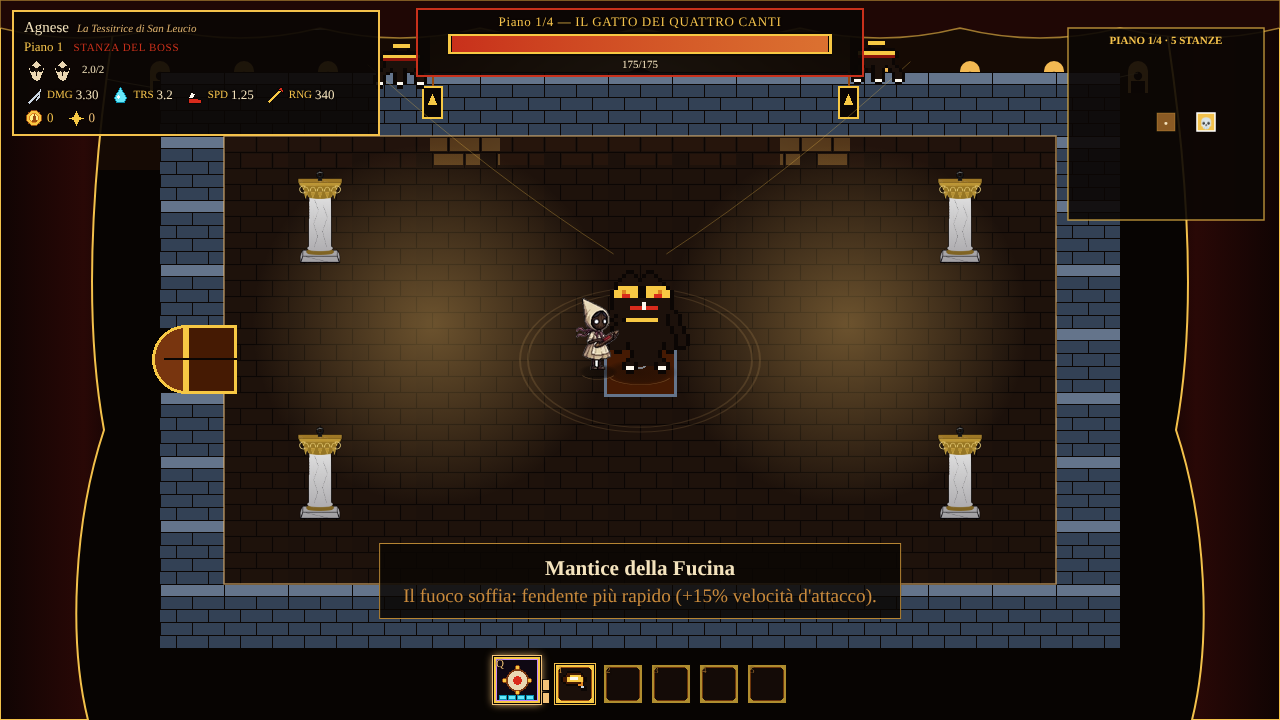 Agnese La Tessitrice di San Leucio
Piano 1 STANZA DEL BOSS
2.0/2
DMG 3.30 TRS 3.2 SPD 1.25 RNG 340
0 0
Piano 1/4 — IL GATTO DEI QUATTRO CANTI
175/175
PIANO 1/4 · 5 STANZE
Mantice della Fucina
Il fuoco soffia: fendente più rapido (+15% velocità d'attacco).
Q